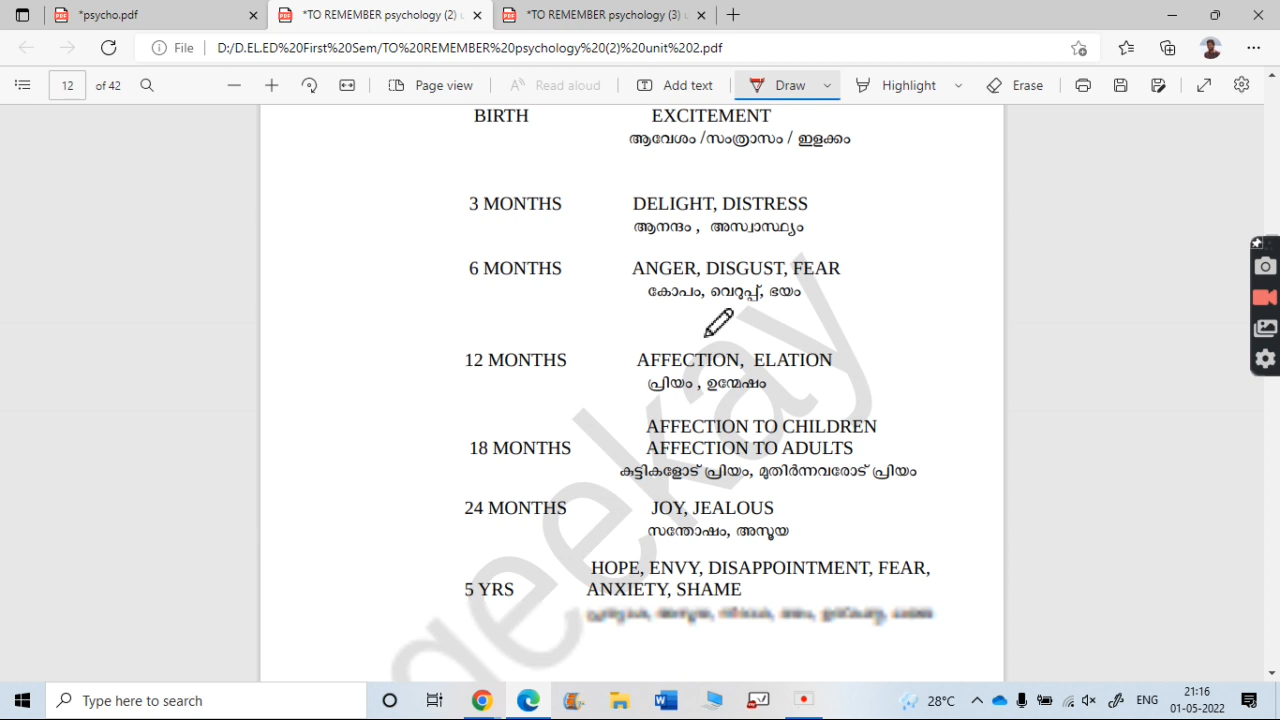 *psycho.pdf
*TO REMEMBER psychology (2) u
*TO REMEMBER psychology (3) u
File D:/D.EL.ED%20First%20Sem/TO%20REMEMBER%20psychology%20(2)%20unit%202.pdf
12 of 42 Page view Read aloud Add text Draw Highlight Erase
BIRTH EXCITEMENT
ആവേശം /സംത്രാസം / ഇളക്കം
3 MONTHS DELIGHT, DISTRESS
ആനന്ദം , അസ്വാസ്ഥ്യം
6 MONTHS ANGER, DISGUST, FEAR
കോപം, വെറുപ്പ്, ഭയം
12 MONTHS AFFECTION, ELATION
പ്രിയം , ഉന്മേഷം
AFFECTION TO CHILDREN
18 MONTHS AFFECTION TO ADULTS
കുട്ടികളോട് പ്രിയം, മുതിർന്നവരോട് പ്രിയം
24 MONTHS JOY, JEALOUS
സന്തോഷം, അസൂയ
HOPE, ENVY, DISAPPOINTMENT, FEAR,
5 YRS ANXIETY, SHAME
geekay
Type here to search 28°C ENG 21:16
01-05-2022